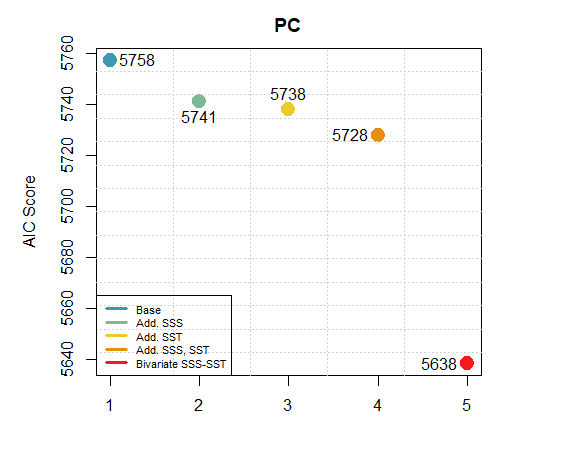 PC
AIC Score
5760
5740
5720
5700
5680
5660
5640
5758
5741
5738
5728
5638
Base
Add. SSS
Add. SST
Add. SSS, SST
Bivariate SSS-SST
1 2 3 4 5